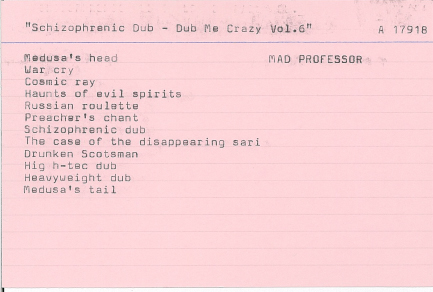 "Schizophrenic Dub - Dub Me Crazy Vol.6" A 17918
Medusa's head MAD PROFESSOR
War cry
Cosmic ray
Haunts of evil spirits
Russian roulette
Preacher's chant
Schizophrenic dub
The case of the disappearing sari
Drunken Scotsman
Hig h-tec dub
Heavyweight dub
Medusa's tail